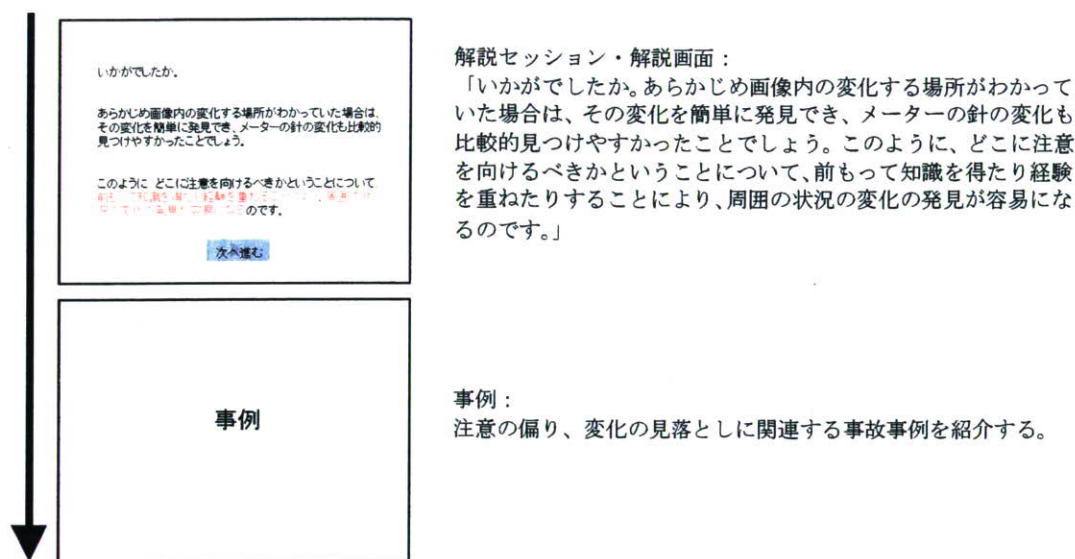 いかがでしたか。
あらかじめ画像内の変化する場所がわかっていた場合は、
その変化を簡単に発見でき、メーターの針の変化も比較的
見つけやすかったことでしょう。
このように、どこに注意を向けるべきかということについて
のです。
次へ進む
解説セッション・解説画面：
「いかがでしたか。あらかじめ画像内の変化する場所がわかって
いた場合は、その変化を簡単に発見でき、メーターの針の変化も
比較的見つけやすかったことでしょう。このように、どこに注意
を向けるべきかということについて、前もって知識を得たり経験
を重ねたりすることにより、周囲の状況の変化の発見が容易にな
るのです。」
事例
事例：
注意の偏り、変化の見落としに関連する事故事例を紹介する。